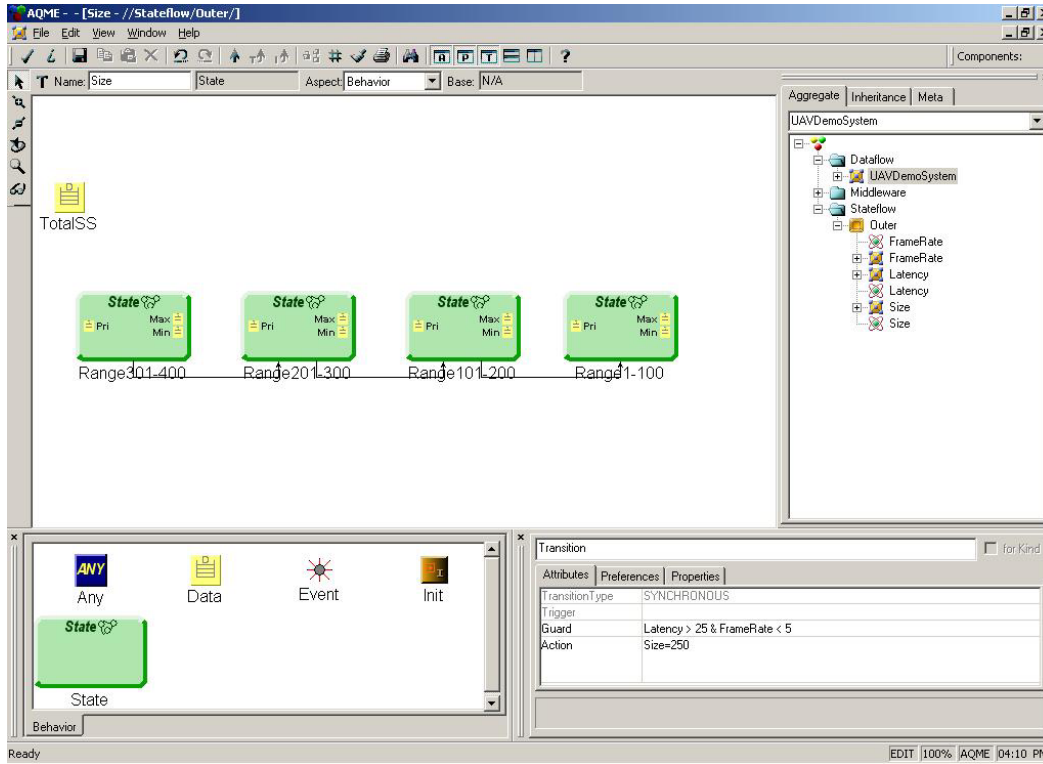 AQME - - [Size - //Stateflow/Outer/]
File Edit View Window Help
Components:
Name: Size State Aspect: Behavior Base: N/A
TotalSS
State State State State
Pri Max Min Pri Max Min Pri Max Min Pri Max Min
Range301-400 Range201-300 Range101-200 Range1-100
Aggregate Inheritance Meta
UAVDemoSystem
Dataflow
UAVDemoSystem
Middleware
Stateflow
Outer
FrameRate
FrameRate
Latency
Latency
Size
Size
ANY
Any Data Event Init
State
State
Behavior
Transition for Kind
Attributes Preferences Properties
TransitionType SYNCHRONOUS
Trigger
Guard Latency > 25 & FrameRate < 5
Action Size=250
Ready EDIT 100% AQME 04:10 PM